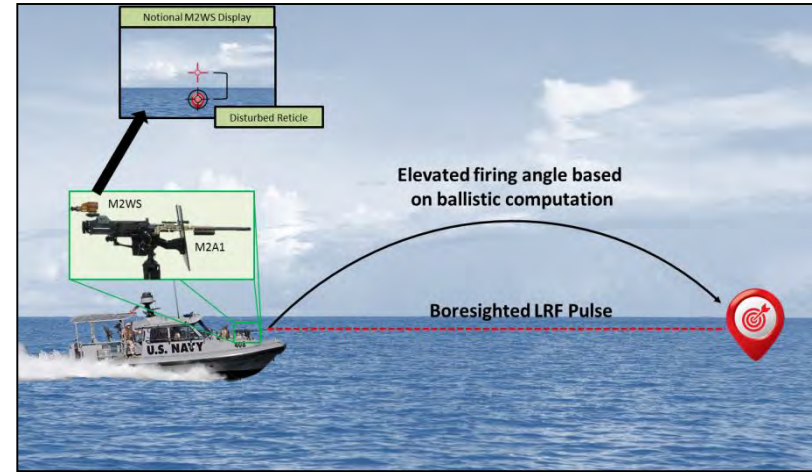 Notional M2WS Display
Disturbed Reticle
M2WS
M2A1
Elevated firing angle based
on ballistic computation
Boresighted LRF Pulse
U.S. NAVY